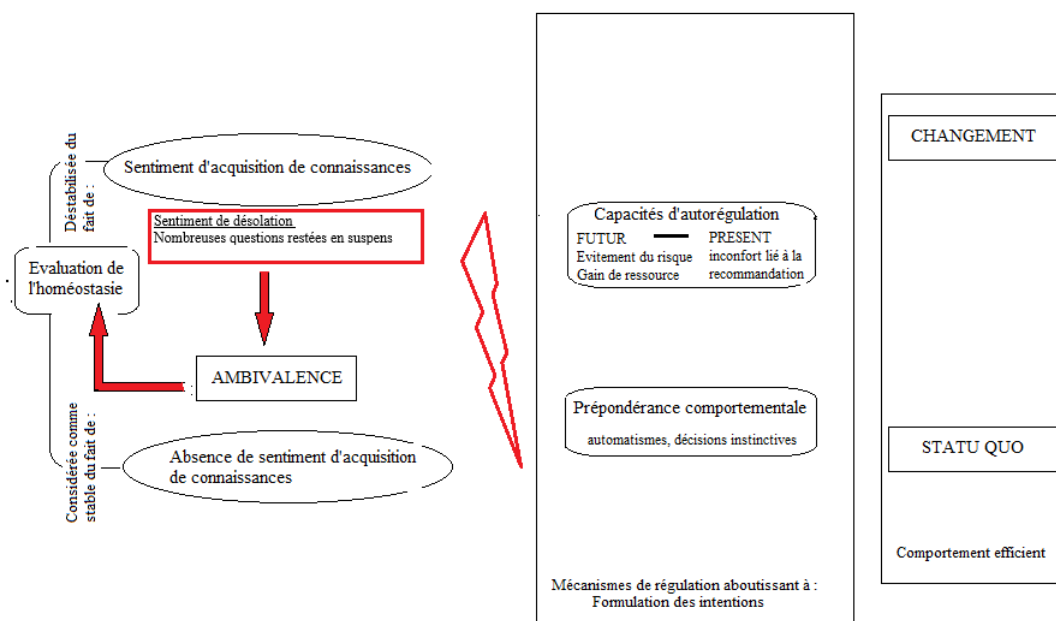 Déstabilisée du
fait de :
Sentiment d'acquisition de connaissances
Sentiment de désolation
Nombreuses questions restées en suspens
Evaluation de
l'homéostasie
AMBIVALENCE
Considérée comme
stable du fait de :
Absence de sentiment d'acquisition
de connaissances
Capacités d'autorégulation
FUTUR
PRESENT
Evitement du risque
inconfort lié à la
Gain de ressource
recommandation
Prépondérance comportementale
automatismes, décisions instinctives
Mécanismes de régulation aboutissant à :
Formulation des intentions
CHANGEMENT
STATU QUO
Comportement efficient